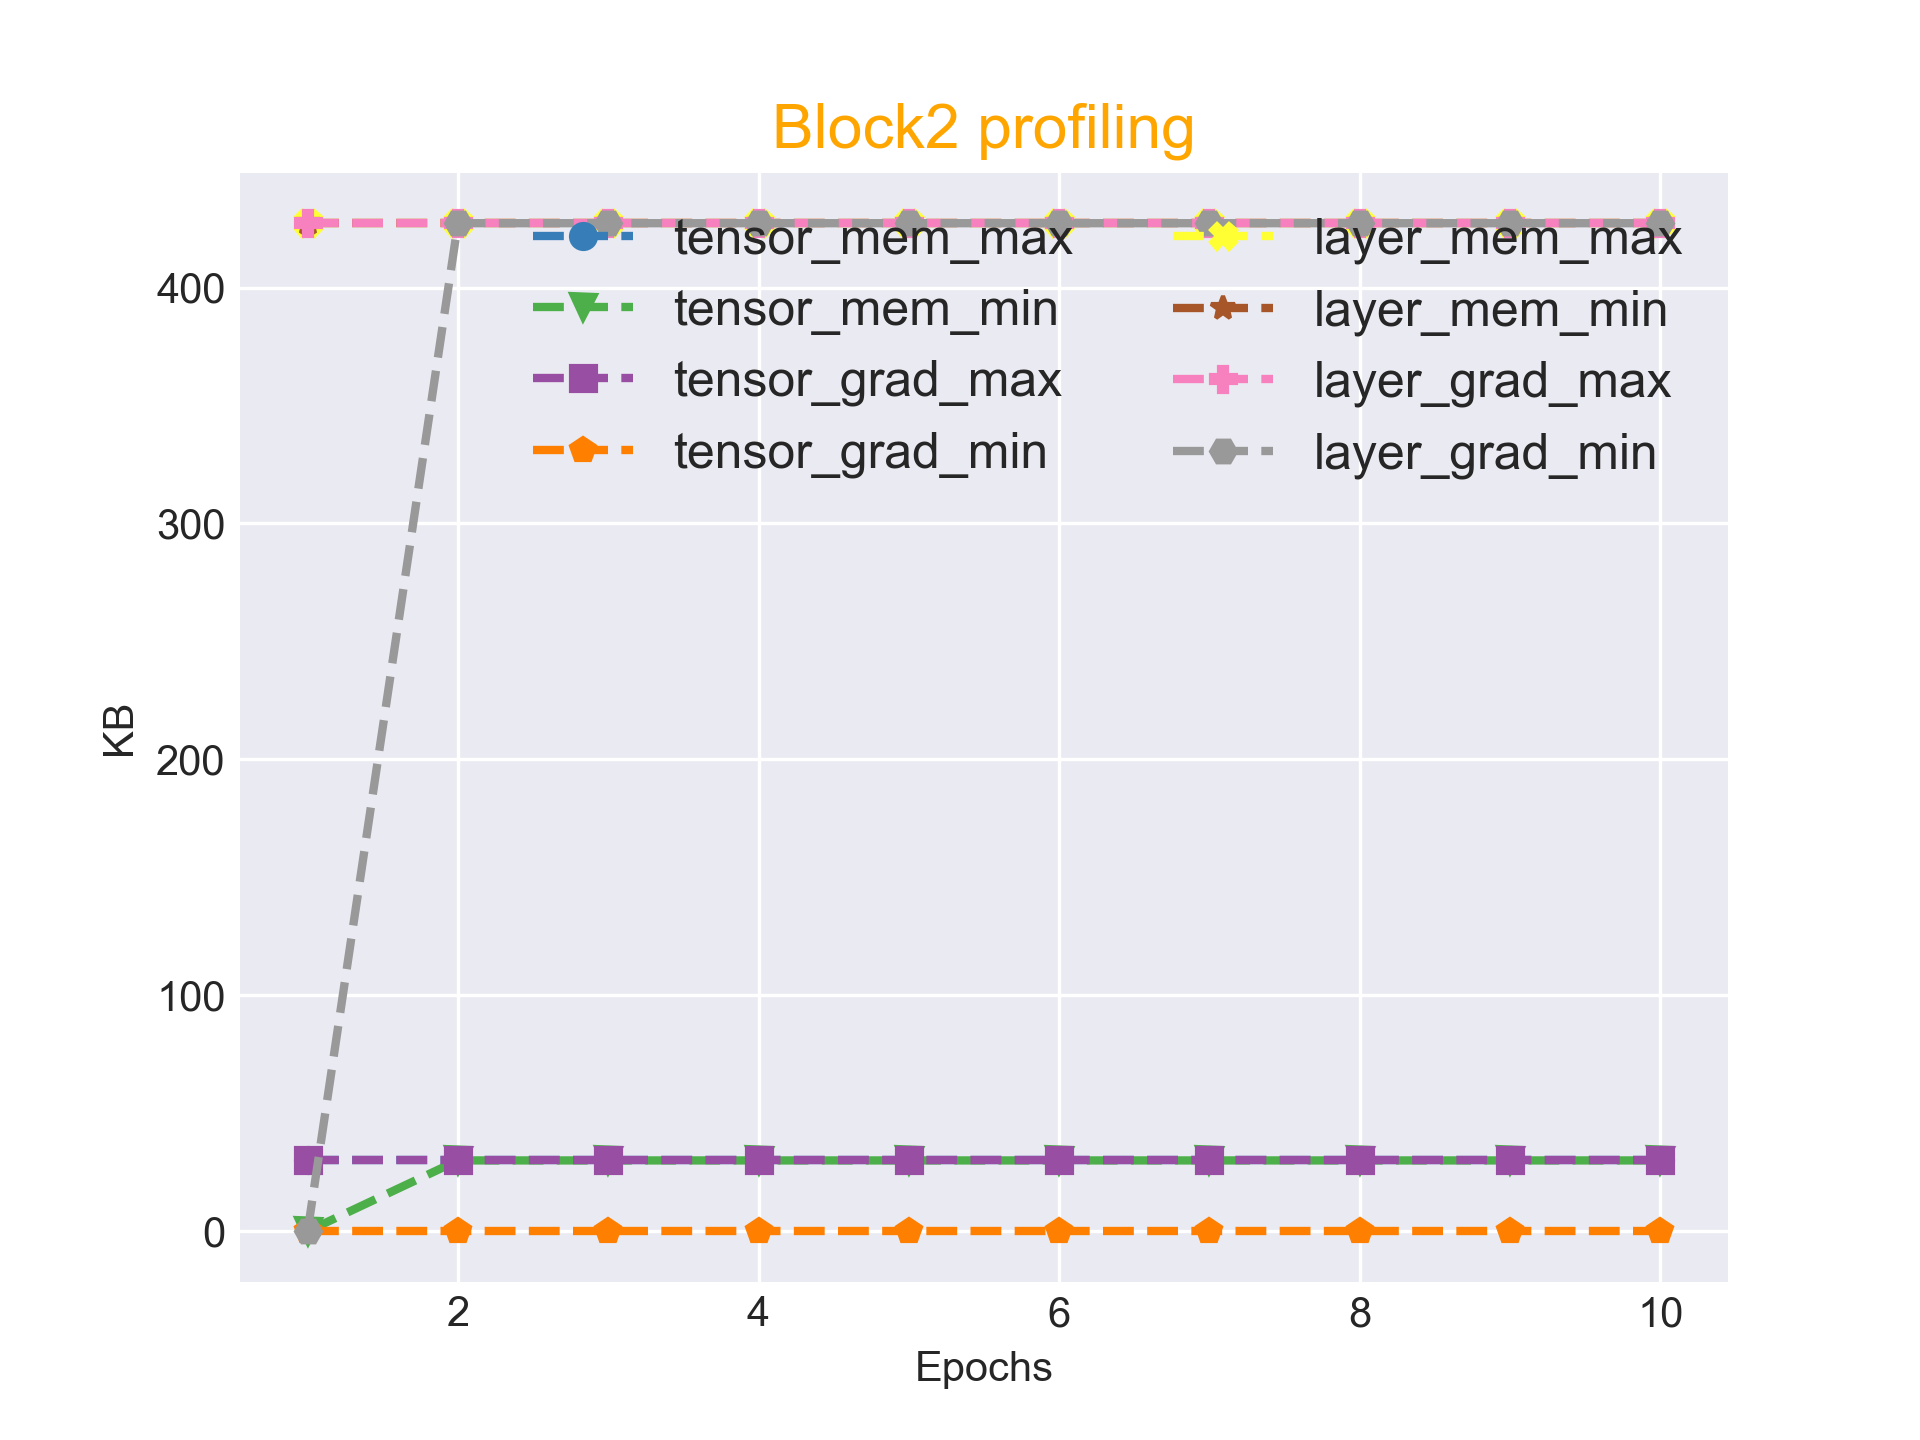 Block2 profiling
tensor_mem_max
tensor_mem_min
tensor_grad_max
tensor_grad_min
layer_mem_max
layer_mem_min
layer_grad_max
layer_grad_min
KB
400
300
200
100
0
2 4 6 8 10
Epochs